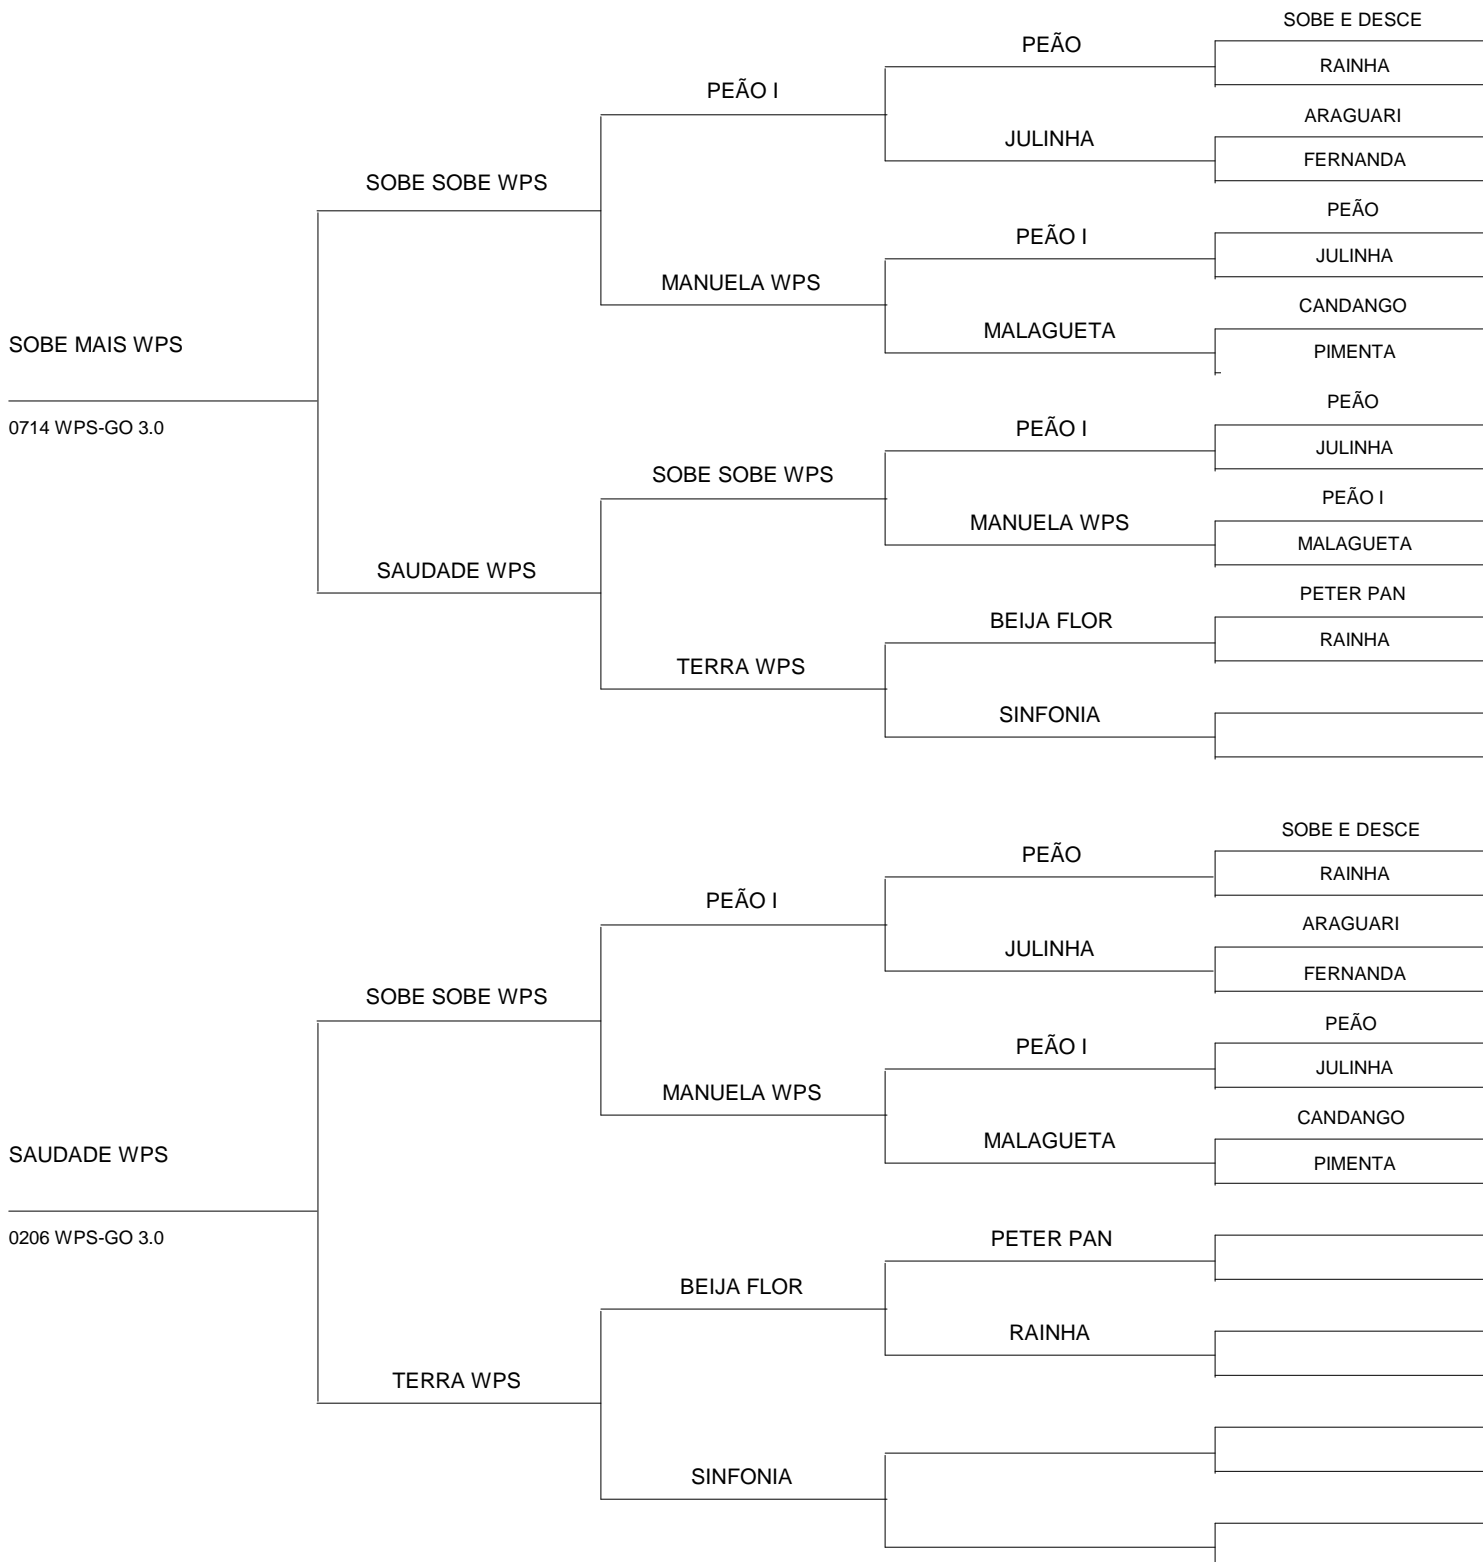 SOBE E DESCE
PEÃO
RAINHA
PEÃO I
ARAGUARI
JULINHA
FERNANDA
SOBE SOBE WPS
PEÃO
PEÃO I
JULINHA
MANUELA WPS
CANDANGO
MALAGUETA
SOBE MAIS WPS
PIMENTA
PEÃO
0714 WPS-GO 3.0
PEÃO I
JULINHA
SOBE SOBE WPS
PEÃO I
MANUELA WPS
MALAGUETA
SAUDADE WPS
PETER PAN
BEIJA FLOR
RAINHA
TERRA WPS
SINFONIA
SOBE E DESCE
PEÃO
RAINHA
PEÃO I
ARAGUARI
JULINHA
FERNANDA
SOBE SOBE WPS
PEÃO
PEÃO I
JULINHA
MANUELA WPS
CANDANGO
MALAGUETA
SAUDADE WPS
PIMENTA
0206 WPS-GO 3.0
PETER PAN
BEIJA FLOR
RAINHA
TERRA WPS
SINFONIA